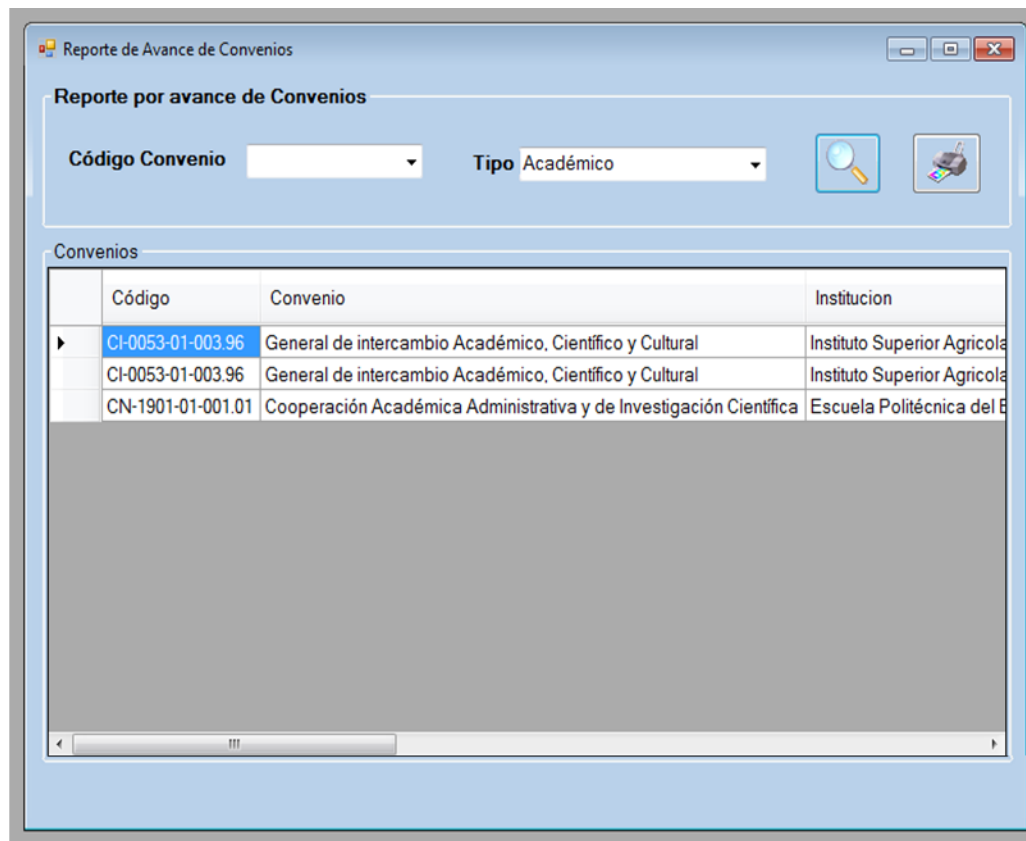 Reporte de Avance de Convenios
Reporte por avance de Convenios
Código Convenio Tipo Académico
Convenios
Código Convenio Institucion
CI-0053-01-003.96 General de intercambio Académico, Científico y Cultural Instituto Superior Agricola
CI-0053-01-003.96 General de intercambio Académico, Científico y Cultural Instituto Superior Agricola
CN-1901-01-001.01 Cooperación Académica Administrativa y de Investigación Científica Escuela Politécnica del